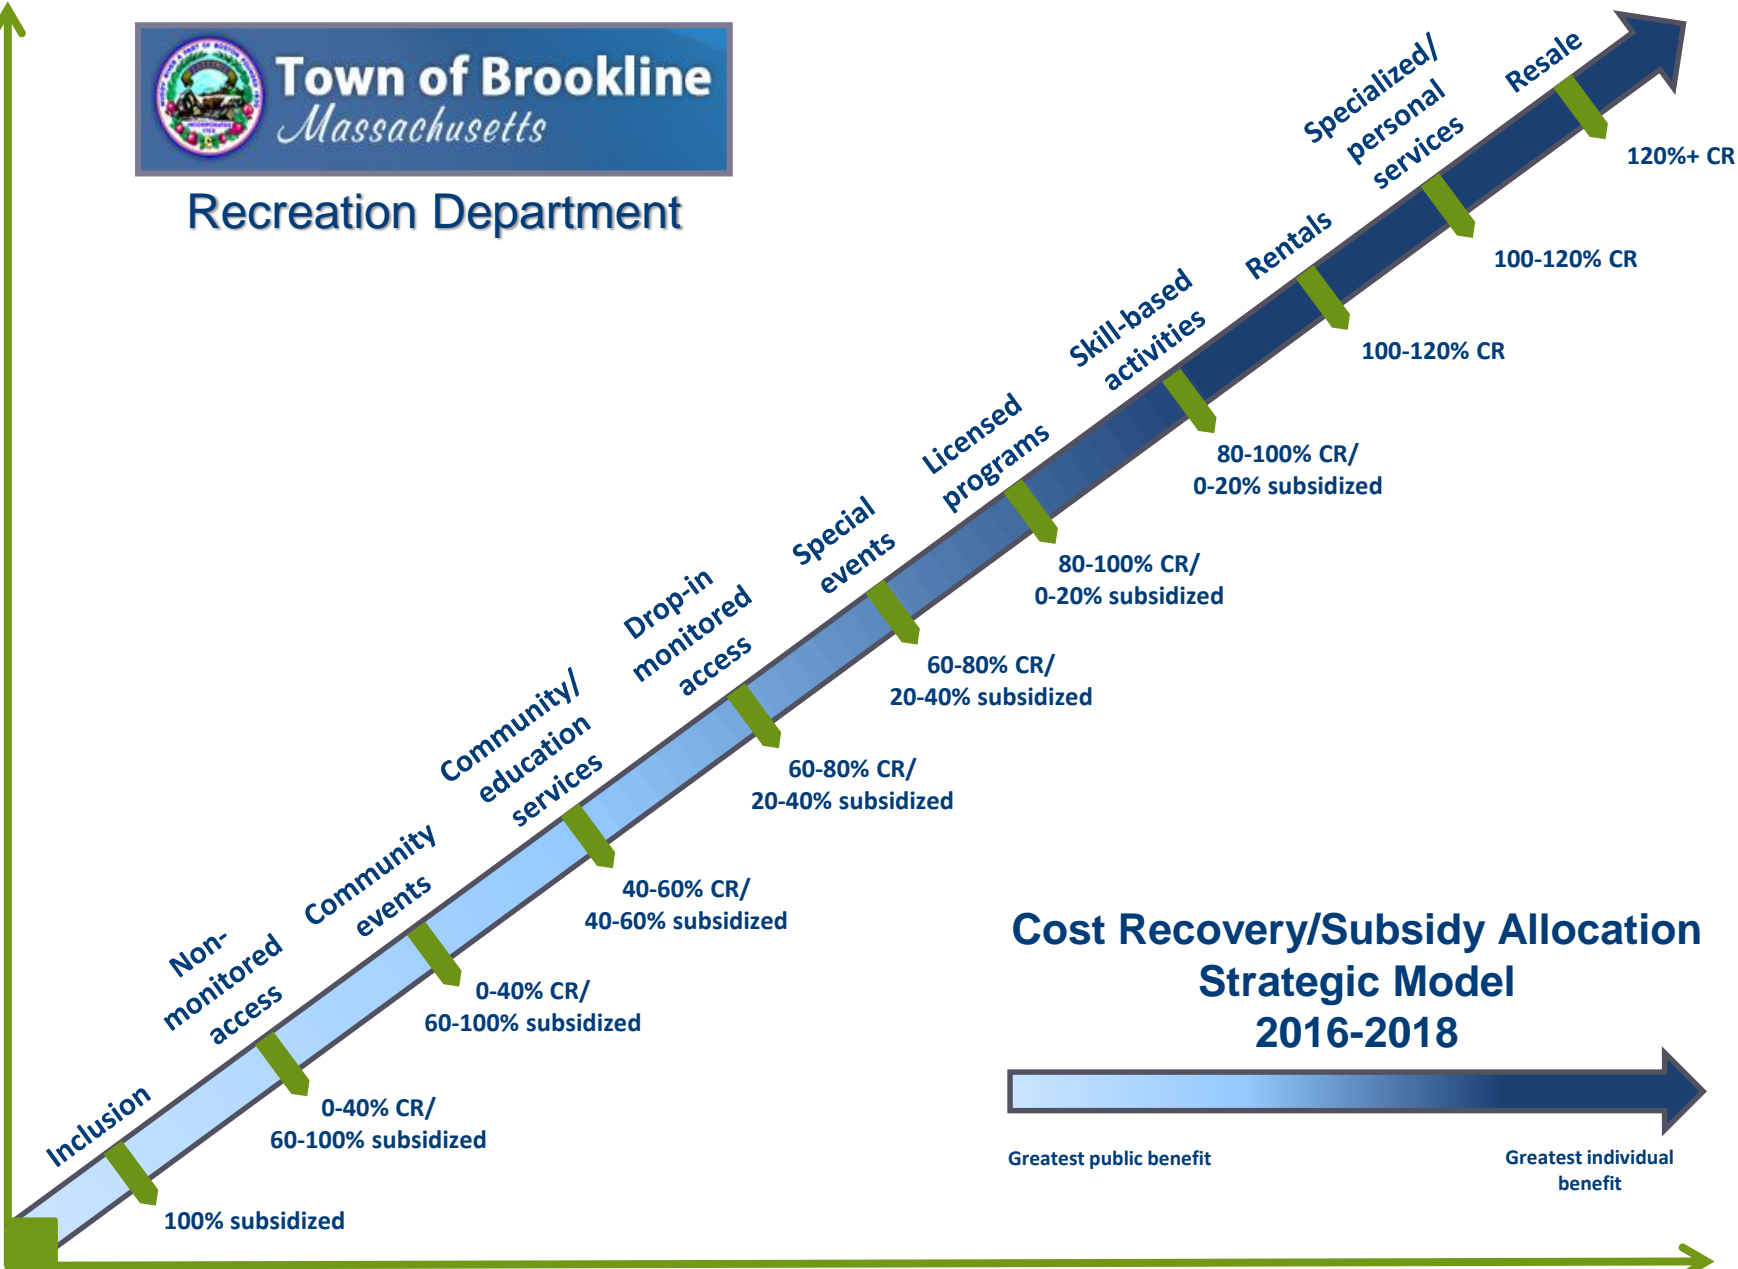 Town of Brookline
Massachusetts
Recreation Department
Inclusion
100% subsidized
Non-
monitored
access
0-40% CR/
60-100% subsidized
Community
events
0-40% CR/
60-100% subsidized
Community/
education
services
40-60% CR/
40-60% subsidized
Drop-in
monitored
access
60-80% CR/
20-40% subsidized
Special
events
60-80% CR/
20-40% subsidized
Licensed
programs
80-100% CR/
0-20% subsidized
Skill-based
activities
80-100% CR/
0-20% subsidized
Rentals
100-120% CR
Specialized/
personal
services
100-120% CR
Resale
120%+ CR
Cost Recovery/Subsidy Allocation
Strategic Model
2016-2018
Greatest public benefit
Greatest individual
benefit